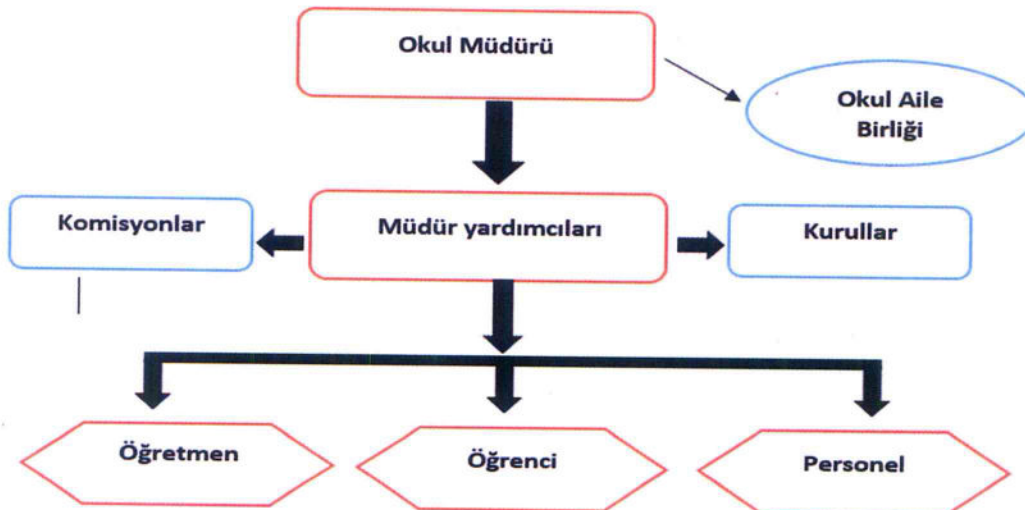 Okul Müdürü
Okul Aile
Birliği
Komisyonlar
Müdür yardımcıları
Kurullar
Öğretmen
Öğrenci
Personel